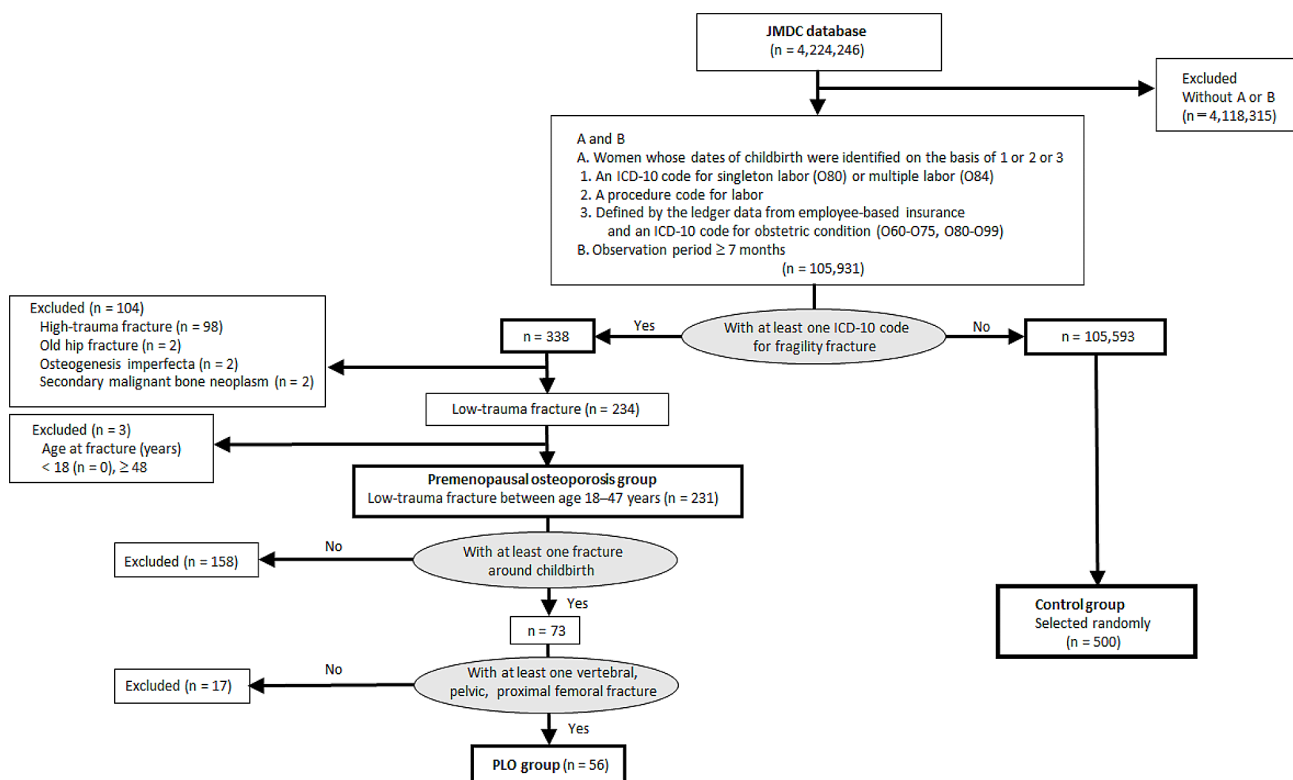 JMDC database
(n = 4,224,246)
Excluded
Without A or B
(n = 4,118,315)
A and B
A. Women whose dates of childbirth were identified on the basis of 1 or 2 or 3
1. An ICD-10 code for singleton labor (O80) or multiple labor (O84)
2. A procedure code for labor
3. Defined by the ledger data from employee-based insurance
and an ICD-10 code for obstetric condition (O60-O75, O80-O99)
B. Observation period ≥ 7 months
(n = 105,931)
Excluded (n = 104)
High-trauma fracture (n = 98)
Old hip fracture (n = 2)
Osteogenesis imperfecta (n = 2)
Secondary malignant bone neoplasm (n = 2)
n = 338
Yes
With at least one ICD-10 code
for fragility fracture
No
n = 105,593
Low-trauma fracture (n = 234)
Excluded (n = 3)
Age at fracture (years)
< 18 (n = 0), ≥ 48
Premenopausal osteoporosis group
Low-trauma fracture between age 18–47 years (n = 231)
Excluded (n = 158)
No
With at least one fracture
around childbirth
Yes
n = 73
Control group
Selected randomly
(n = 500)
Excluded (n = 17)
No
With at least one vertebral,
pelvic, proximal femoral fracture
Yes
PLO group (n = 56)